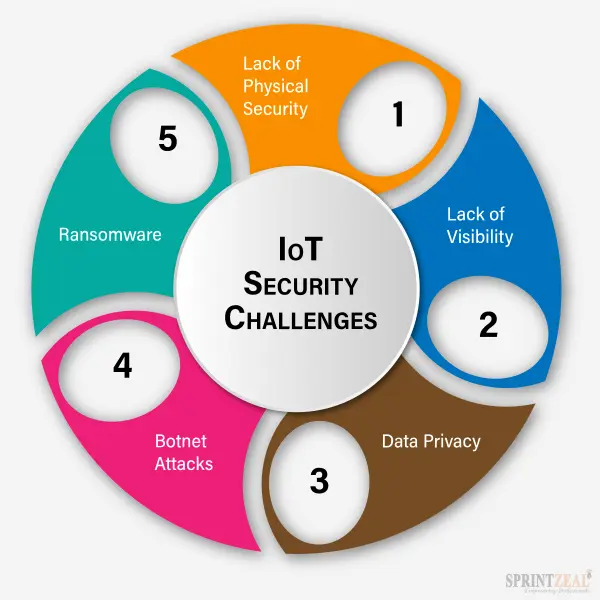 IoT
Security
Challenges
1
Lack of
Physical
Security
2
Lack of
Visibility
3
Data Privacy
4
Botnet
Attacks
5
Ransomware
SPRINTZEAL